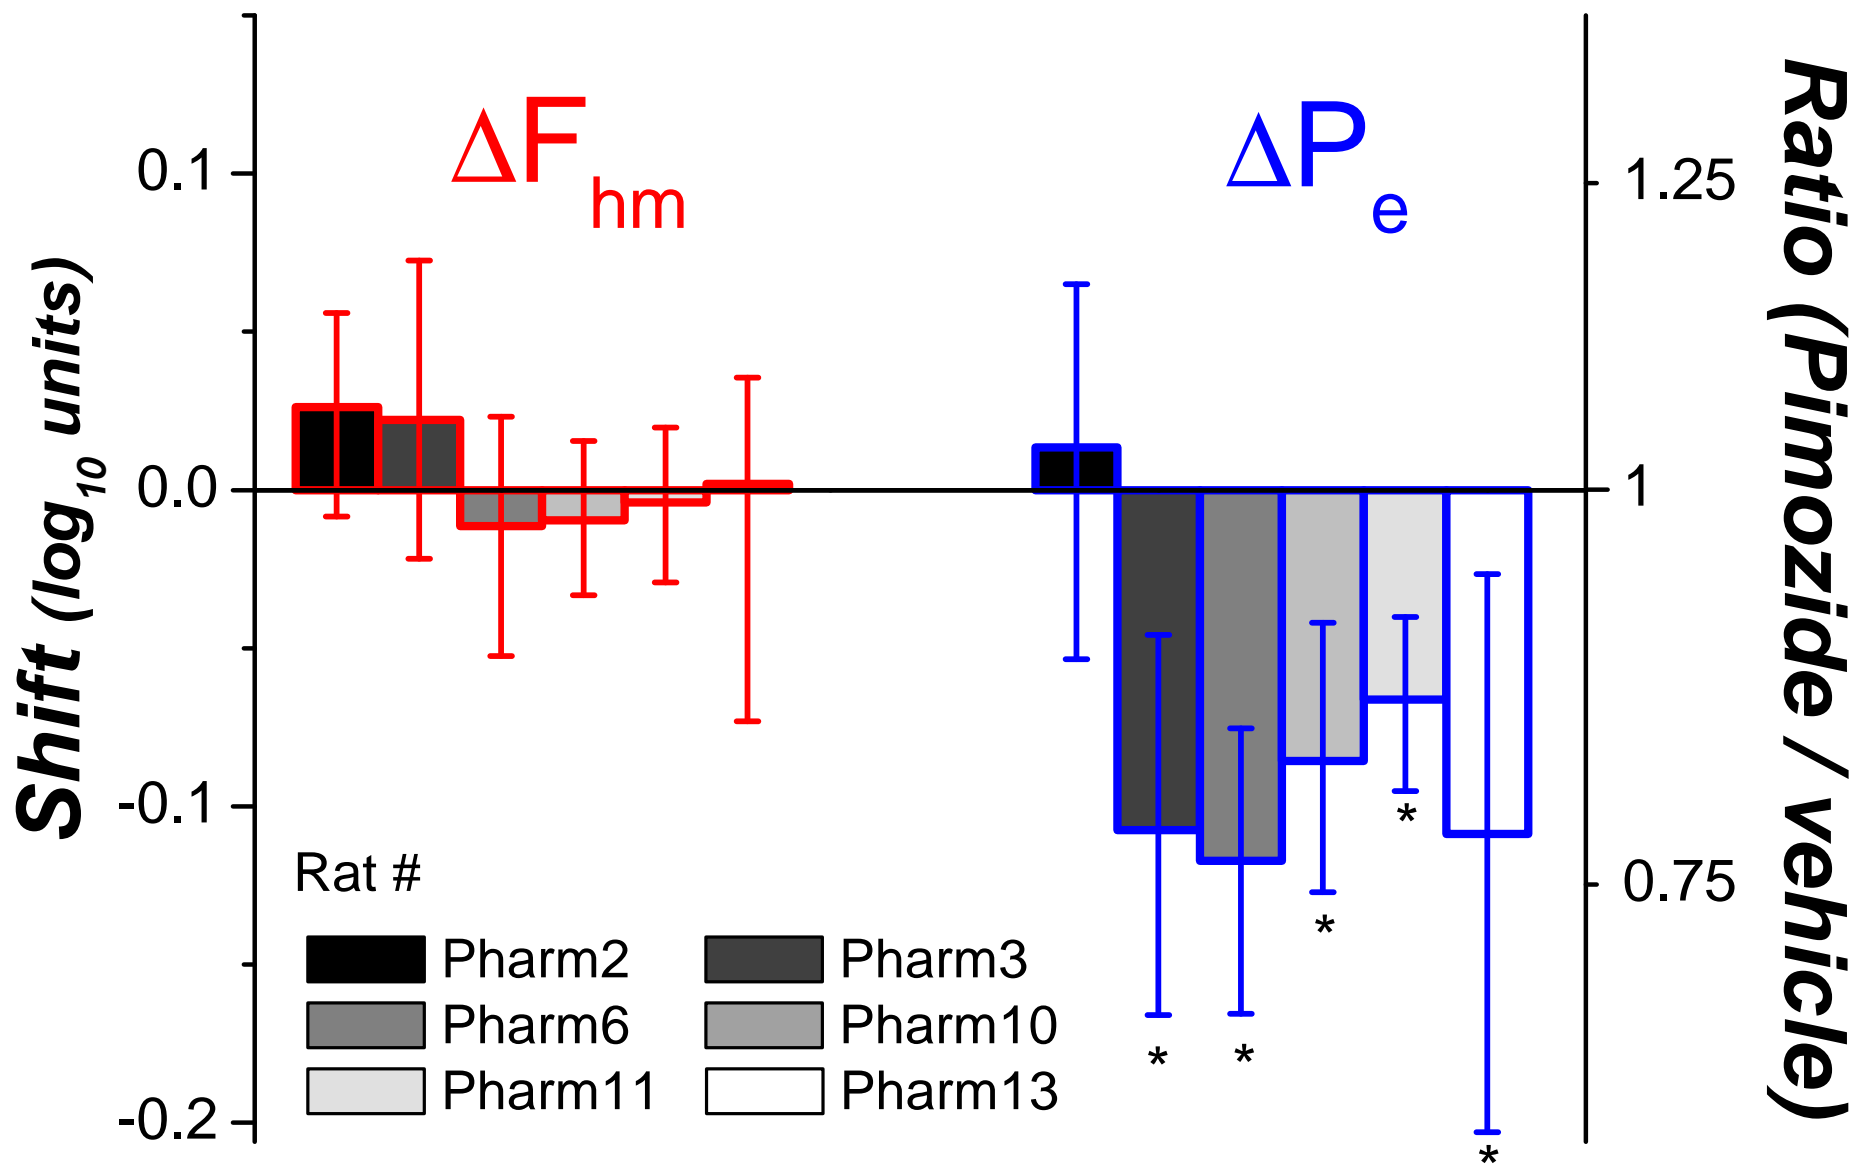 Shift (log10 units)
0.1
0.0
-0.1
-0.2
ΔFhm
ΔPe
1.25
1
0.75
Ratio (Pimozide / vehicle)
*
*
*
*
*
Rat #
Pharm2
Pharm3
Pharm6
Pharm10
Pharm11
Pharm13